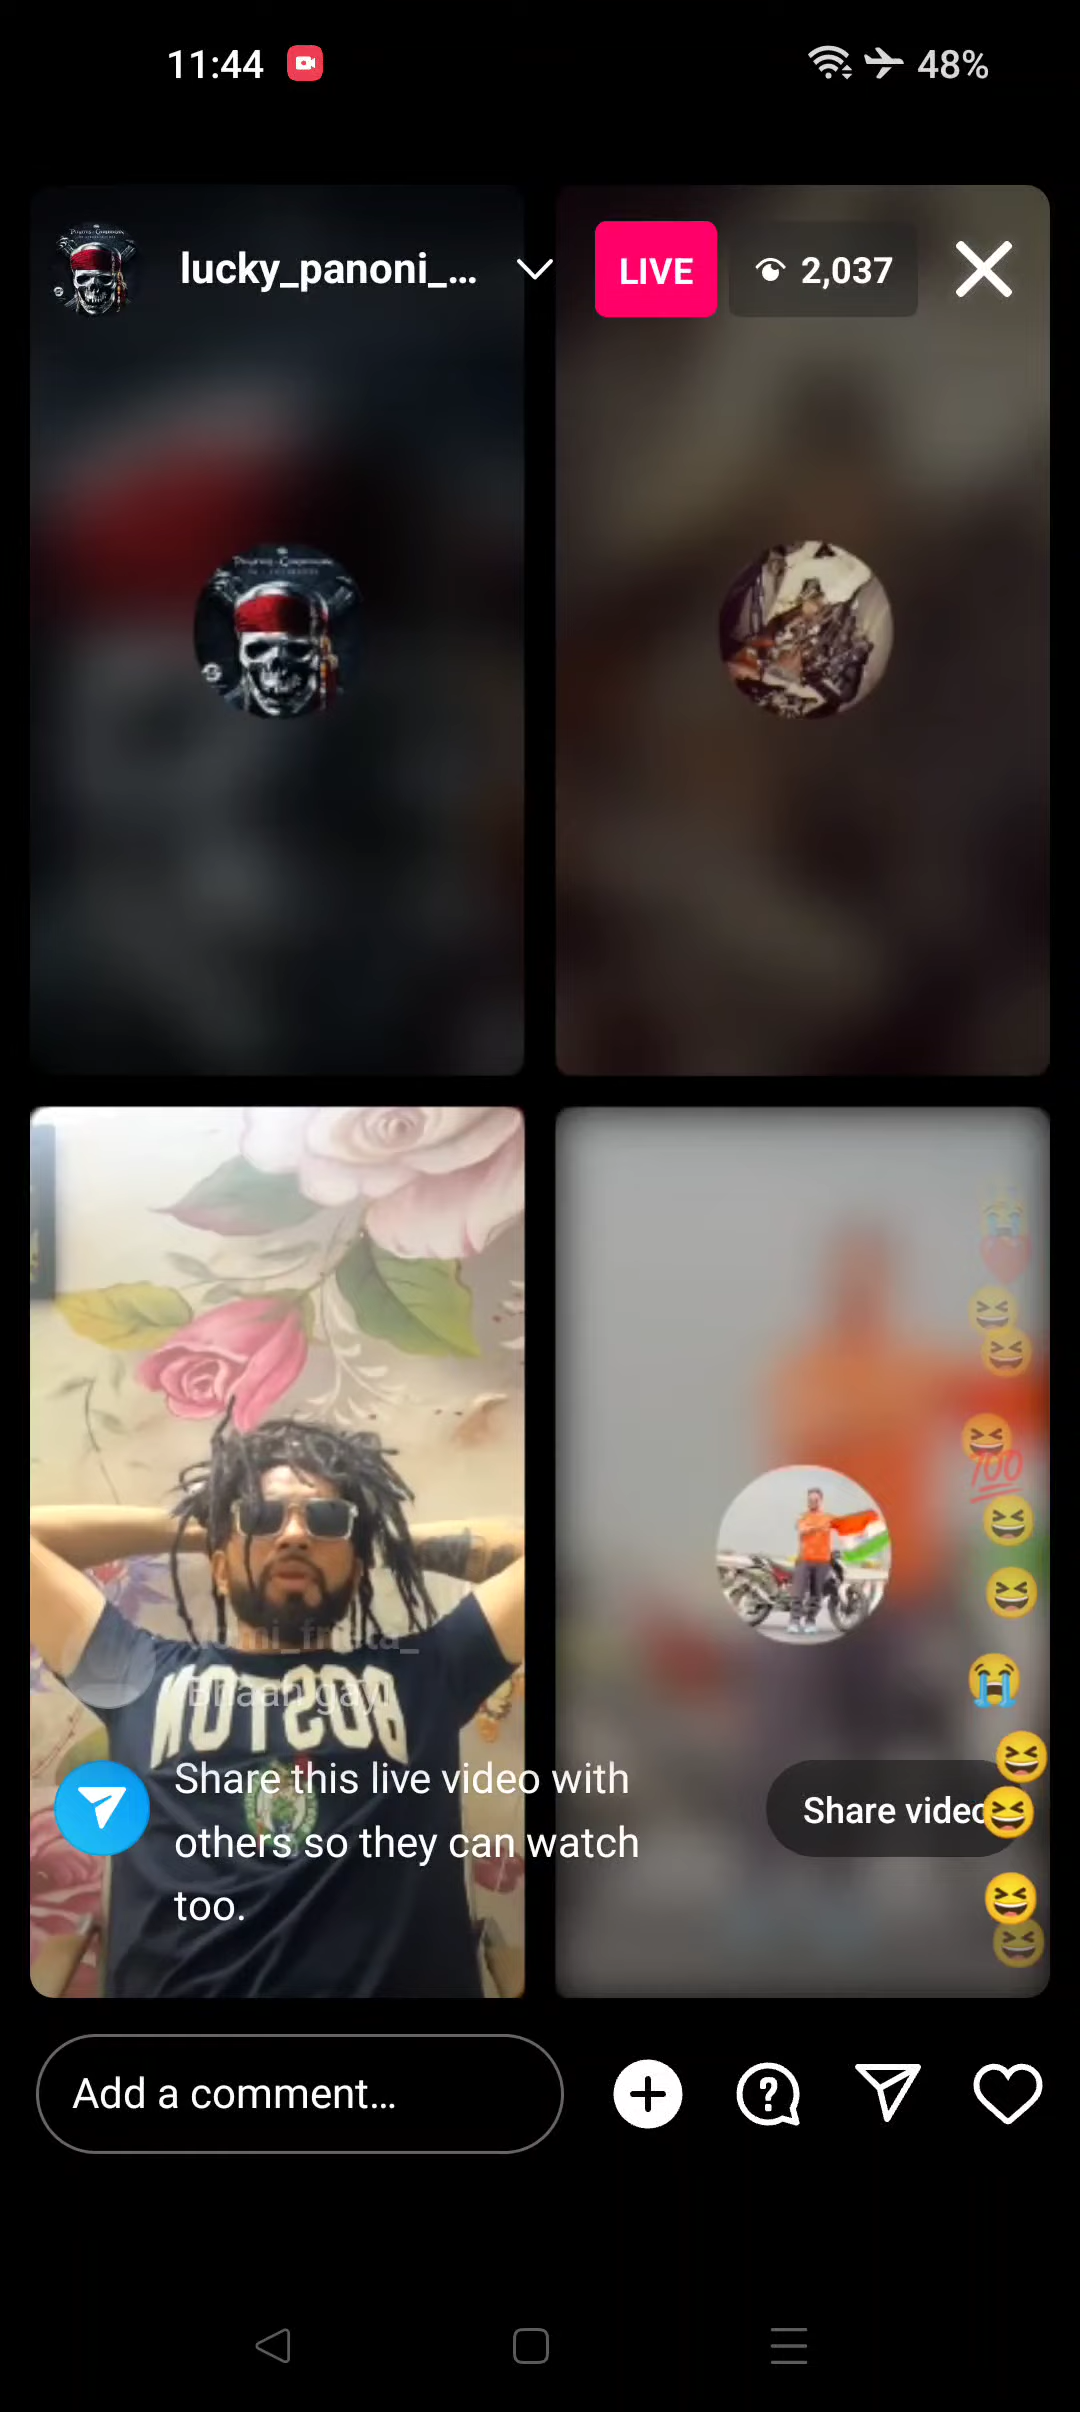 11:44
48%
lucky_panoni_...
LIVE
2,037
BOSTON
Share this live video with
others so they can watch
too.
Share video
Add a comment...